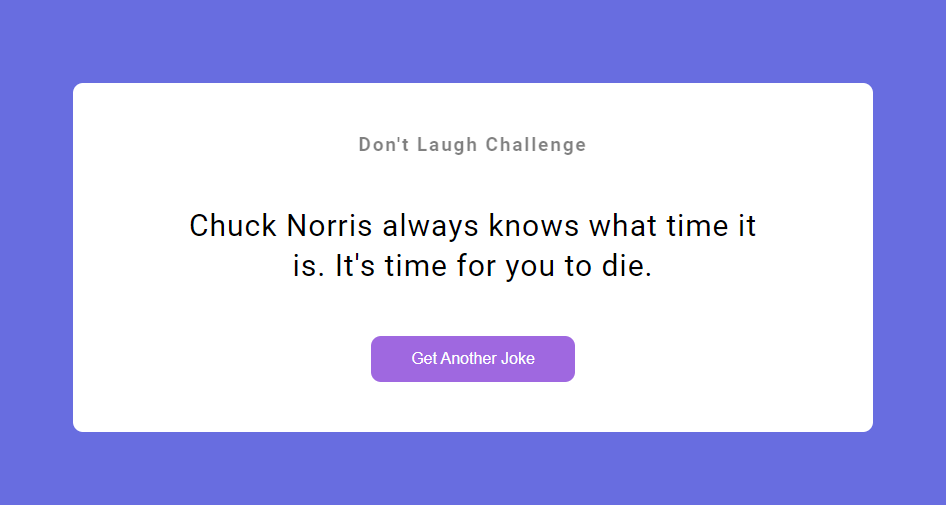 Don't Laugh Challenge
Chuck Norris always knows what time it
is. It's time for you to die.
Get Another Joke